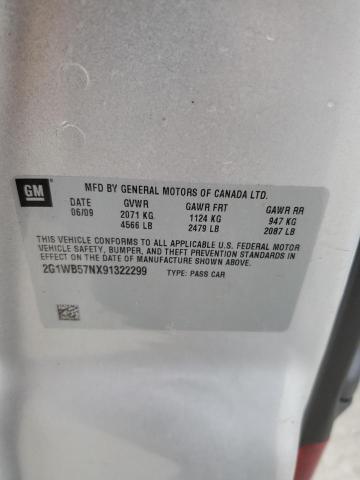 GM
MFD BY GENERAL MOTORS OF CANADA LTD.
DATE GVWR GAWR FRT GAWR RR
06/09 2071 KG 1124 KG 947 KG
4566 LB 2479 LB 2087 LB
THIS VEHICLE CONFORMS TO ALL APPLICABLE U.S. FEDERAL MOTOR
VEHICLE SAFETY, BUMPER, AND THEFT PREVENTION STANDARDS
IN EFFECT ON THE DATE OF MANUFACTURE SHOWN ABOVE.
2G1WB57NX91322299 TYPE: PASS CAR